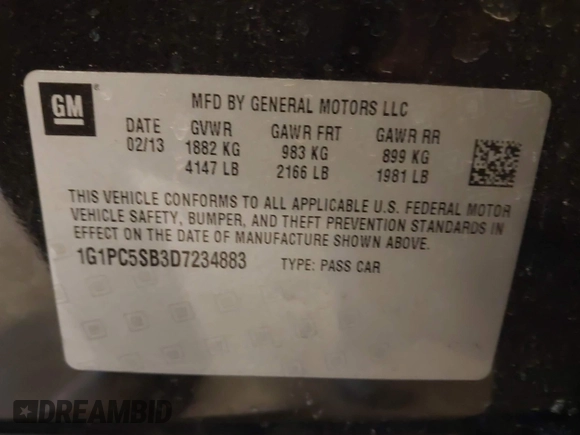 GM
MFD BY GENERAL MOTORS LLC
DATE GVWR GAWR FRT GAWR RR
02/13 1882 KG 983 KG 899 KG
4147 LB 2166 LB 1981 LB
THIS VEHICLE CONFORMS TO ALL APPLICABLE U.S. FEDERAL MOTOR
VEHICLE SAFETY, BUMPER, AND THEFT PREVENTION STANDARDS IN
EFFECT ON THE DATE OF MANUFACTURE SHOWN ABOVE.
1G1PC5SB3D7234883 TYPE: PASS CAR
DREAMBID